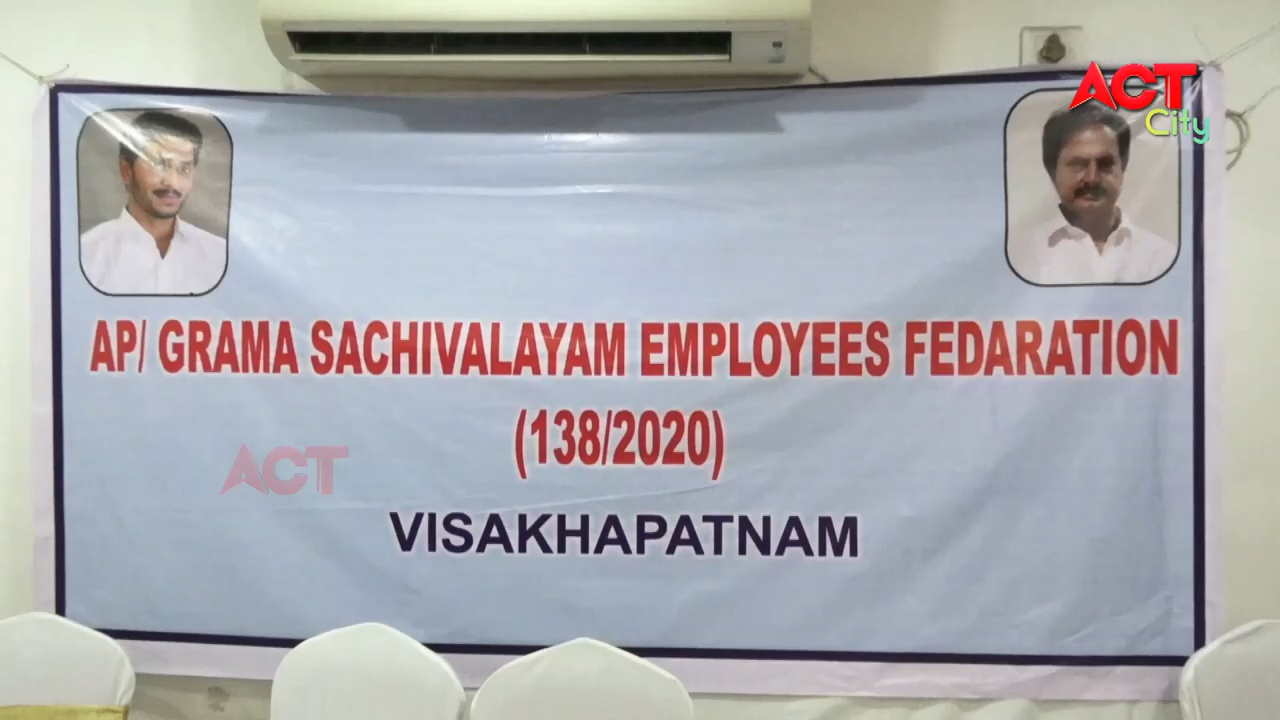 ACT
City
AP/ GRAMA SACHIVALAYAM EMPLOYEES FEDARATION
(138/2020)
ACT
VISAKHAPATNAM